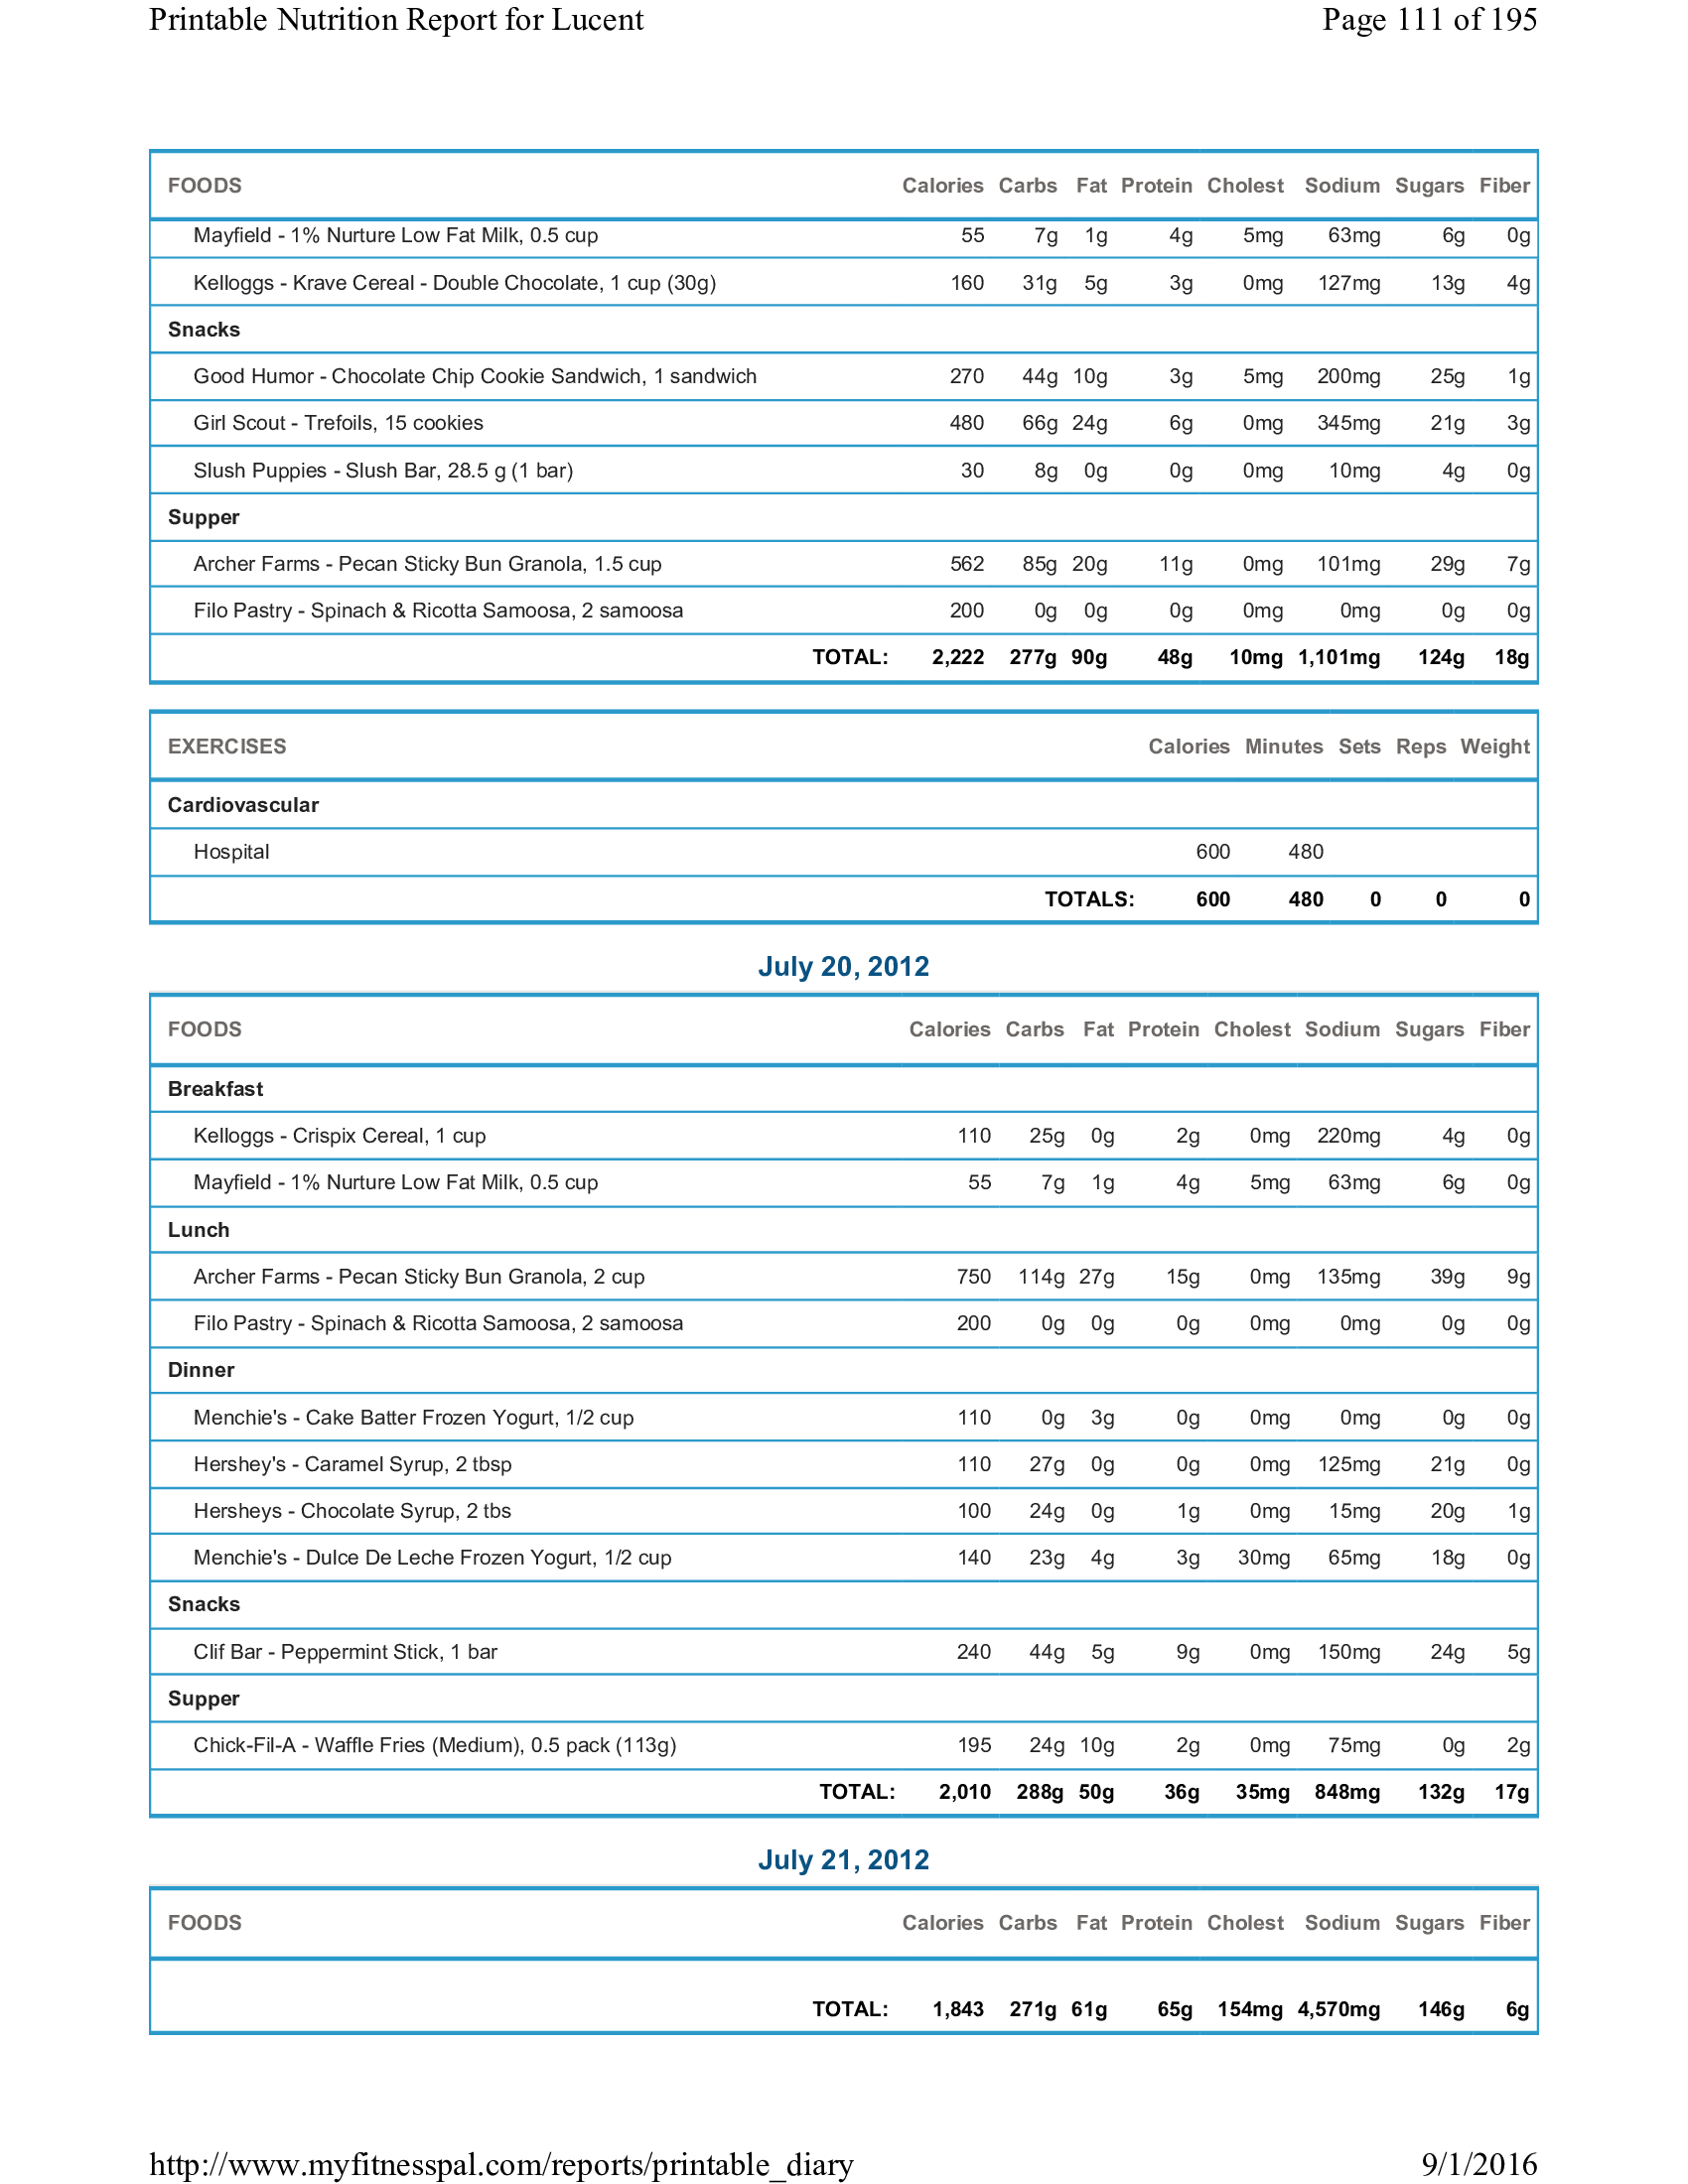 Printable Nutrition Report for Lucent Page 111 of 195
FOODS Calories Carbs Fat Protein Cholest Sodium Sugars Fiber
Mayfield - 1% Nurture Low Fat Milk, 0.5 cup 55 7g 1g 4g 5mg 63mg 6g 0g
Kelloggs - Krave Cereal - Double Chocolate, 1 cup (30g) 160 31g 5g 3g 0mg 127mg 13g 4g
Snacks
Good Humor - Chocolate Chip Cookie Sandwich, 1 sandwich 270 44g 10g 3g 5mg 200mg 25g 1g
Girl Scout - Trefoils, 15 cookies 480 66g 24g 6g 0mg 345mg 21g 3g
Slush Puppies - Slush Bar, 28.5 g (1 bar) 30 8g 0g 0g 0mg 10mg 4g 0g
Supper
Archer Farms - Pecan Sticky Bun Granola, 1.5 cup 562 85g 20g 11g 0mg 101mg 29g 7g
Filo Pastry - Spinach & Ricotta Samoosa, 2 samoosa 200 0g 0g 0g 0mg 0mg 0g 0g
TOTAL: 2,222 277g 90g 48g 10mg 1,101mg 124g 18g
EXERCISES Calories Minutes Sets Reps Weight
Cardiovascular
Hospital 600 480
TOTALS: 600 480 0 0 0
July 20, 2012
FOODS Calories Carbs Fat Protein Cholest Sodium Sugars Fiber
Breakfast
Kelloggs - Crispix Cereal, 1 cup 110 25g 0g 2g 0mg 220mg 4g 0g
Mayfield - 1% Nurture Low Fat Milk, 0.5 cup 55 7g 1g 4g 5mg 63mg 6g 0g
Lunch
Archer Farms - Pecan Sticky Bun Granola, 2 cup 750 114g 27g 15g 0mg 135mg 39g 9g
Filo Pastry - Spinach & Ricotta Samoosa, 2 samoosa 200 0g 0g 0g 0mg 0mg 0g 0g
Dinner
Menchie's - Cake Batter Frozen Yogurt, 1/2 cup 110 0g 3g 0g 0mg 0mg 0g 0g
Hershey's - Caramel Syrup, 2 tbsp 110 27g 0g 0g 0mg 125mg 21g 0g
Hersheys - Chocolate Syrup, 2 tbs 100 24g 0g 1g 0mg 15mg 20g 1g
Menchie's - Dulce De Leche Frozen Yogurt, 1/2 cup 140 23g 4g 3g 30mg 65mg 18g 0g
Snacks
Clif Bar - Peppermint Stick, 1 bar 240 44g 5g 9g 0mg 150mg 24g 5g
Supper
Chick-Fil-A - Waffle Fries (Medium), 0.5 pack (113g) 195 24g 10g 2g 0mg 75mg 0g 2g
TOTAL: 2,010 288g 50g 36g 35mg 848mg 132g 17g
July 21, 2012
FOODS Calories Carbs Fat Protein Cholest Sodium Sugars Fiber
TOTAL: 1,843 271g 61g 65g 154mg 4,570mg 146g 6g
http://www.myfitnesspal.com/reports/printable_diary 9/1/2016